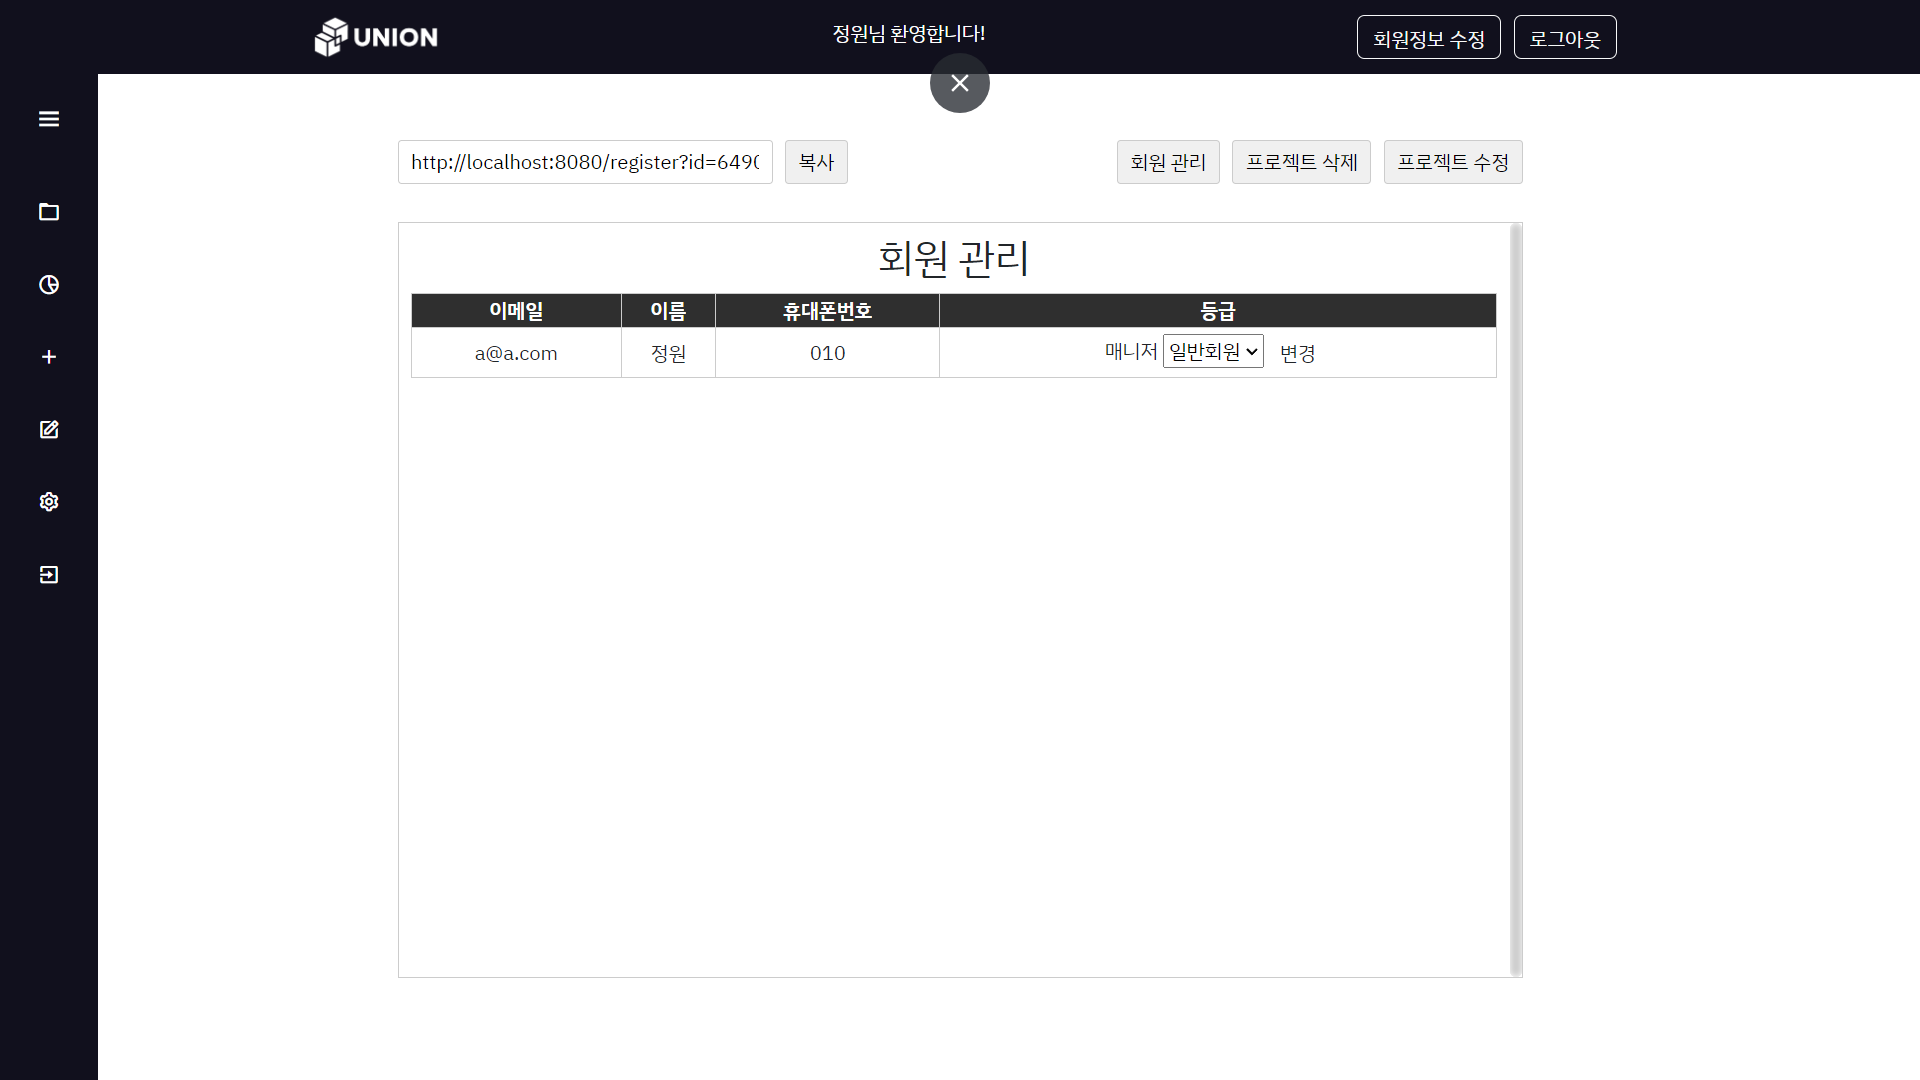 UNION
정원님 환영합니다!
회원정보 수정
로그아웃
http://localhost:8080/register?id=6490
복사
회원 관리
프로젝트 삭제
프로젝트 수정
회원 관리
이메일 이름 휴대폰번호 등급
a@a.com 정원 010 매니저 일반회원 변경